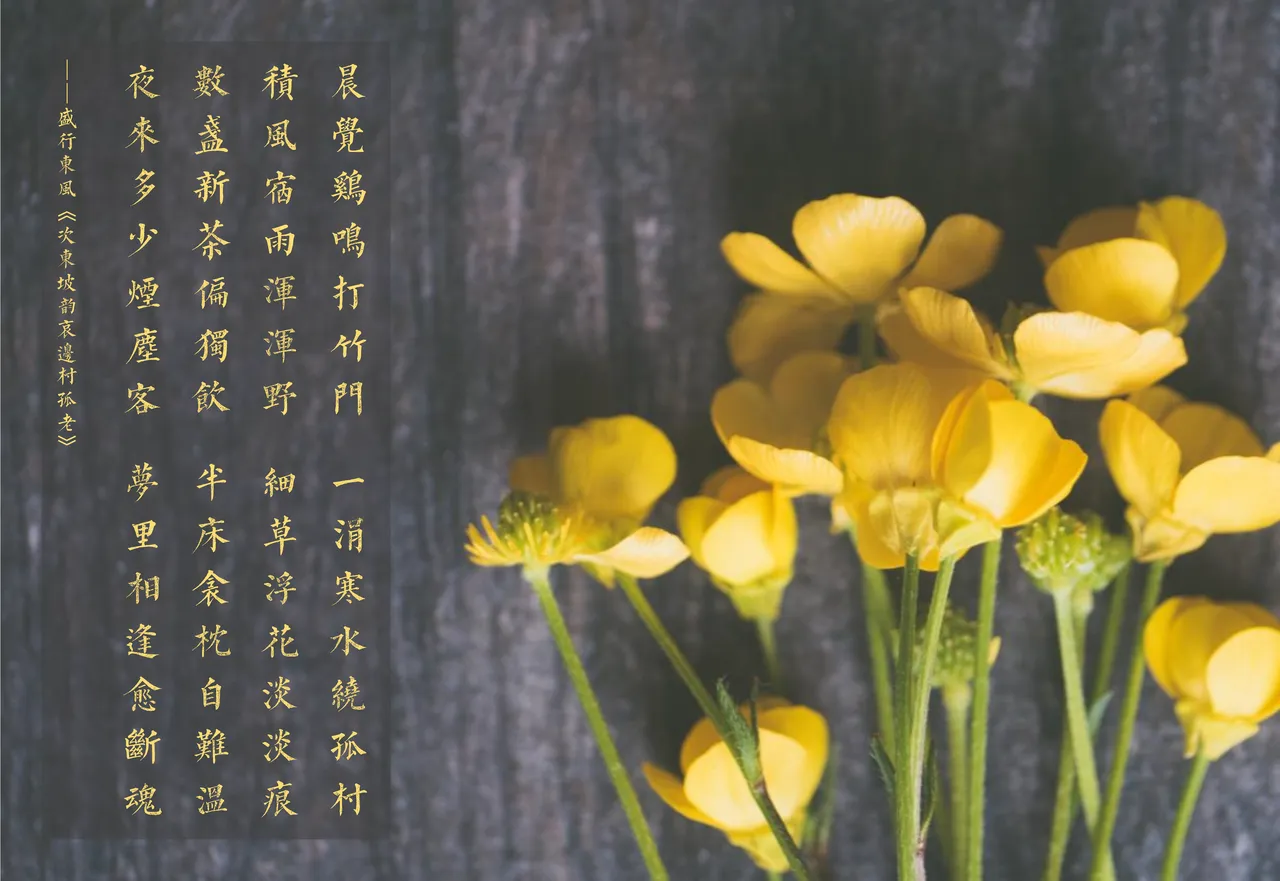 晨覺鷄鳴打竹門　一涓寒水繞孤村
積風宿雨渾渾野　細草浮花淡淡痕
數盞新茶偏獨飲　半床衾枕自難溫
夜來多少煙塵客　夢里相逢愈斷魂
——盛行東風《次東坡韵哀邊村孤老》